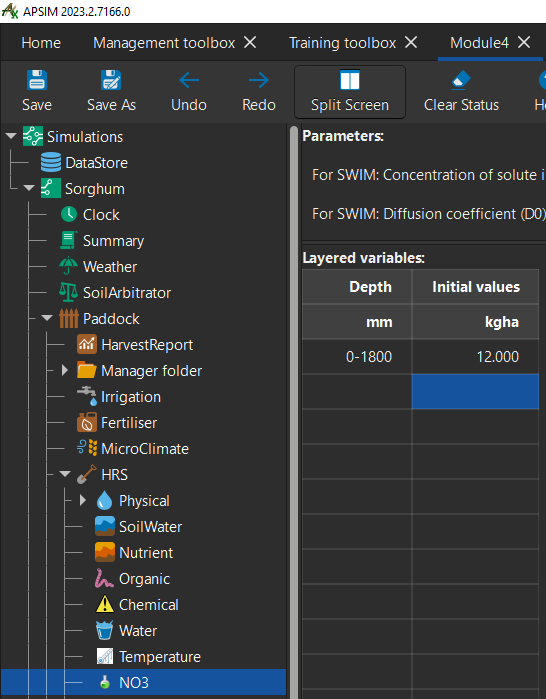 APSIM 2023.2.7166.0
Home Management toolbox Training toolbox Module4
Save Save As Undo Redo Split Screen Clear Status
Simulations
DataStore
Sorghum
Clock
Summary
Weather
SoilArbitrator
Paddock
HarvestReport
Manager folder
Irrigation
Fertiliser
MicroClimate
HRS
Physical
SoilWater
Nutrient
Organic
Chemical
Water
Temperature
NO3
Parameters:
For SWIM: Concentration of solute i
For SWIM: Diffusion coefficient (D0)
Layered variables:
Depth Initial values
mm kgha
0-1800 12.000